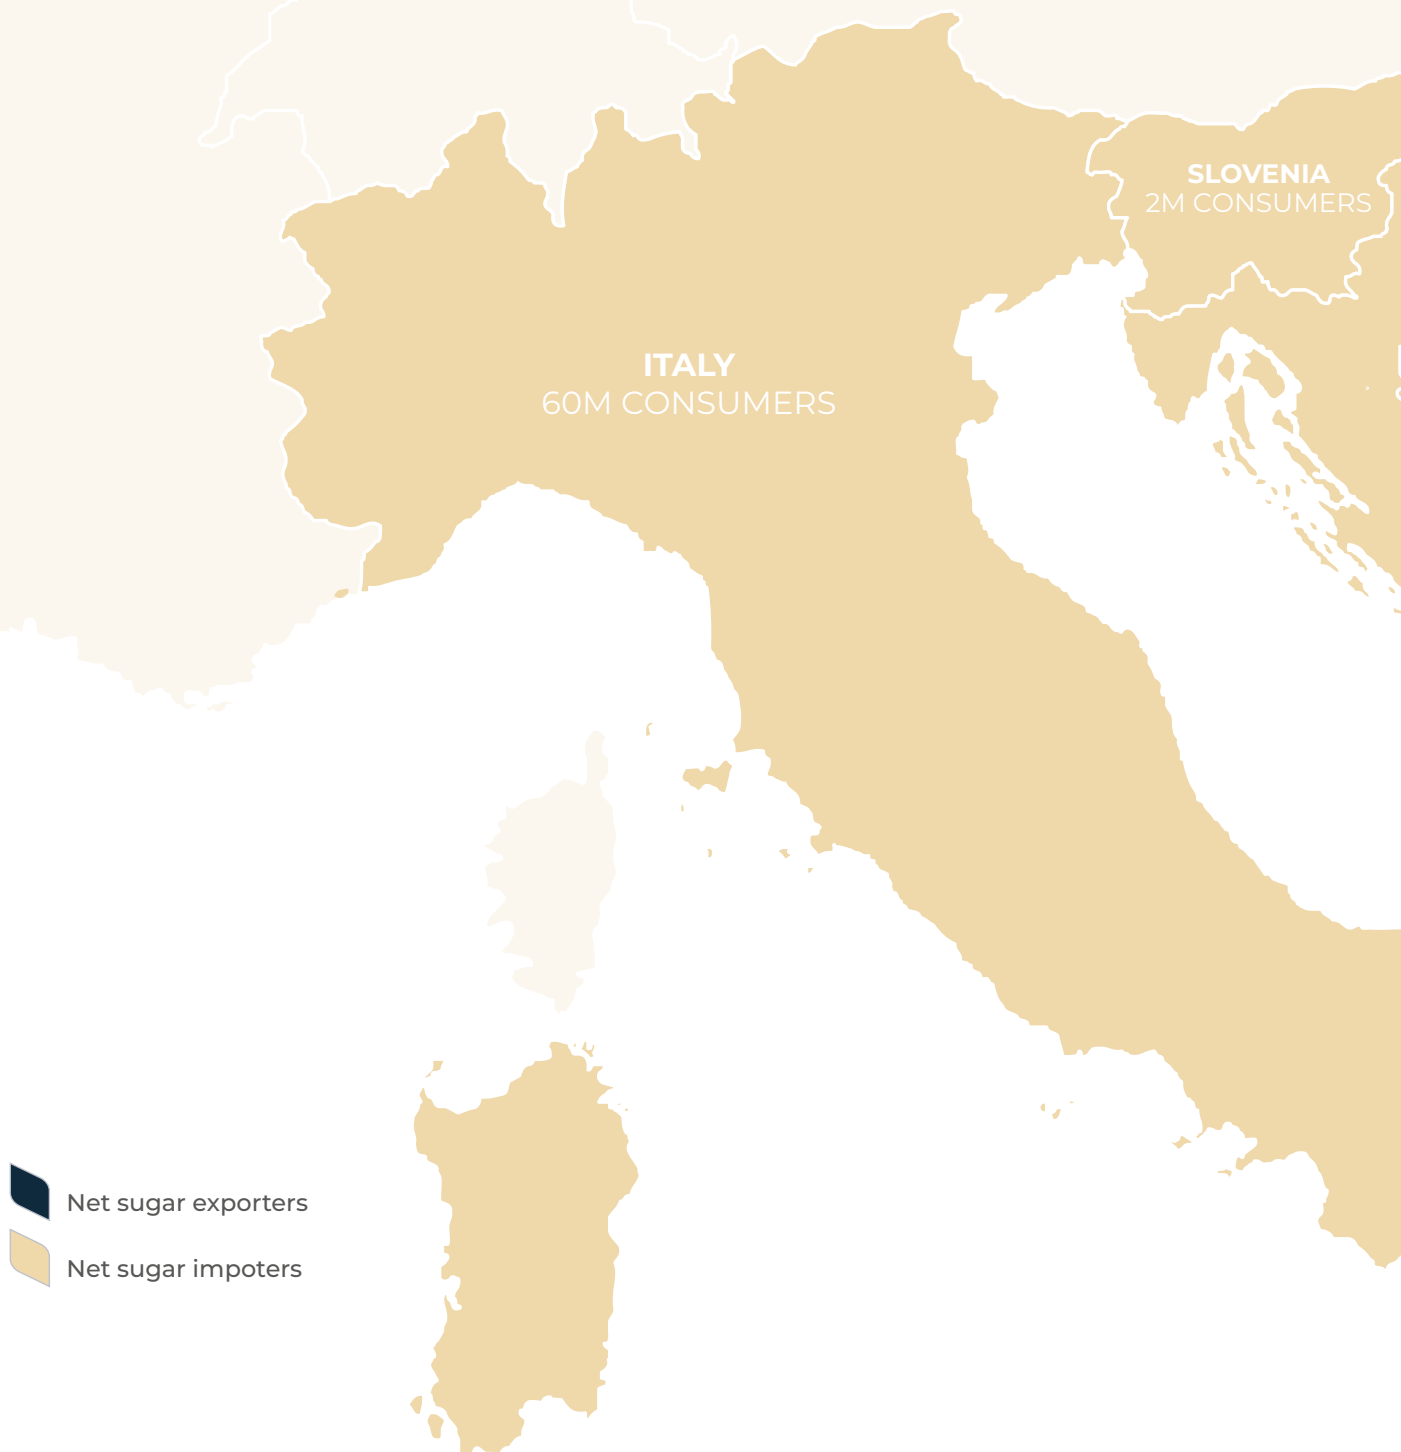 SLOVENIA
2M CONSUMERS
ITALY
60M CONSUMERS
Net sugar exporters
Net sugar impoters